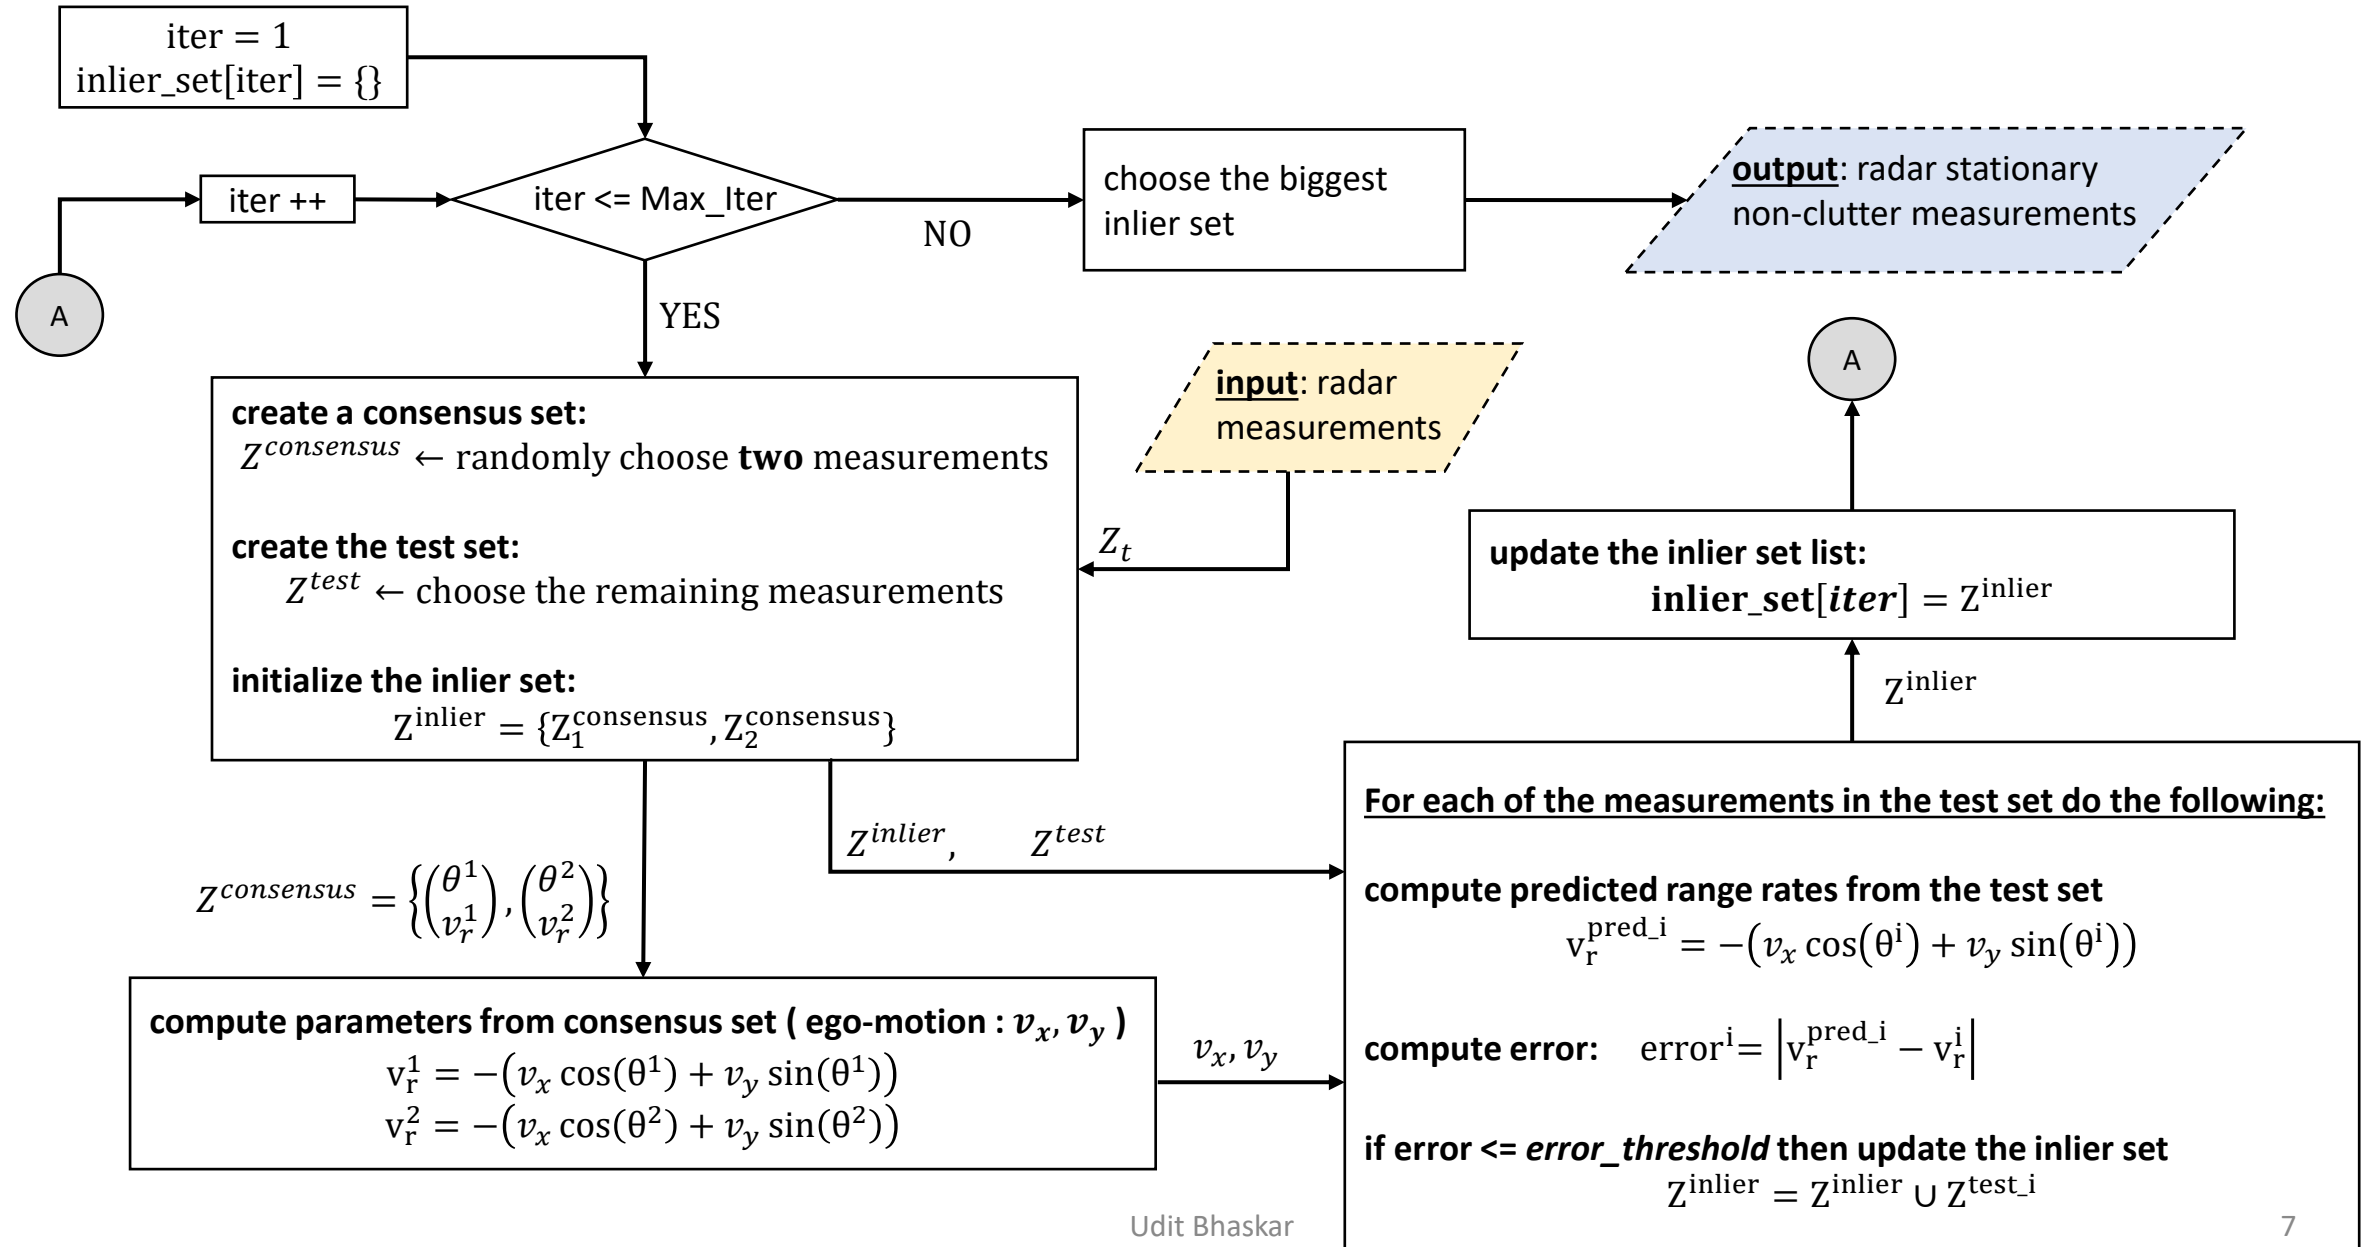 iter = 1
inlier_set[iter] = {}
iter ++
iter <= Max_Iter
NO
YES
choose the biggest
inlier set
output: radar stationary
non-clutter measurements
A
A
input: radar
measurements
Z_t
create a consensus set:
Z^consensus ← randomly choose two measurements
create the test set:
Z^test ← choose the remaining measurements
initialize the inlier set:
Z^inlier = {Z_1^consensus, Z_2^consensus}
update the inlier set list:
inlier_set[iter] = Z^inlier
Z^inlier
Z^inlier, Z^test
Z^consensus = {(θ^1 v_r^1), (θ^2 v_r^2)}
compute parameters from consensus set ( ego-motion : v_x, v_y )
v_r^1 = −(v_x cos(θ^1) + v_y sin(θ^1))
v_r^2 = −(v_x cos(θ^2) + v_y sin(θ^2))
v_x, v_y
For each of the measurements in the test set do the following:
compute predicted range rates from the test set
v_r^pred_i = −(v_x cos(θ^i) + v_y sin(θ^i))
compute error: error^i= |v_r^pred_i − v_r^i|
if error <= error_threshold then update the inlier set
Z^inlier = Z^inlier ∪ Z^test_i
Udit Bhaskar
7